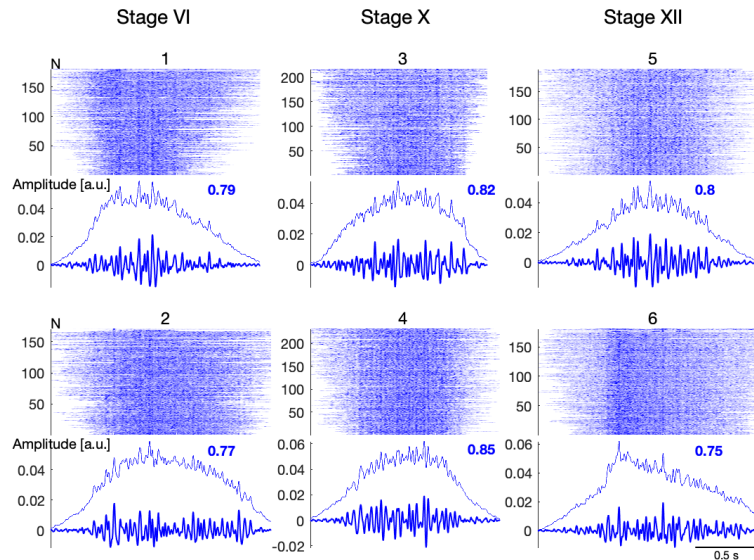 Stage VI Stage X Stage XII
N 1 3 5
150 200 150
100 150 100
50 100 50
50
Amplitude [a.u.] 0.79 0.82 0.8
0.04 0.04 0.04
0.02 0.02 0.02
0 0 0
N 2 4 6
150 200 150
100 150 100
50 100 50
50
Amplitude [a.u.] 0.77 0.06 0.85 0.06 0.75
0.04 0.04 0.04
0.02 0.02 0.02
0 0 0
-0.02
0.5 s